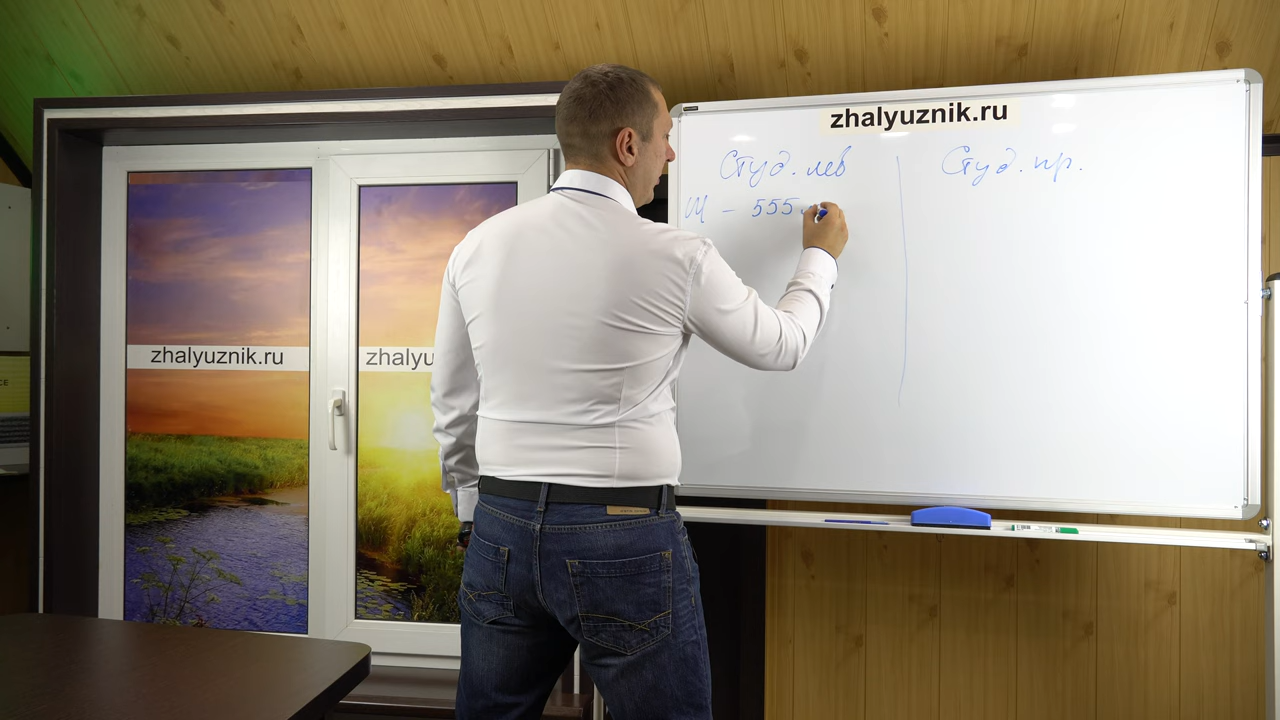 zhalyuznik.ru
Студ. лев
Студ. пр.
Ш - 555
zhalyuznik.ru
zhalyu